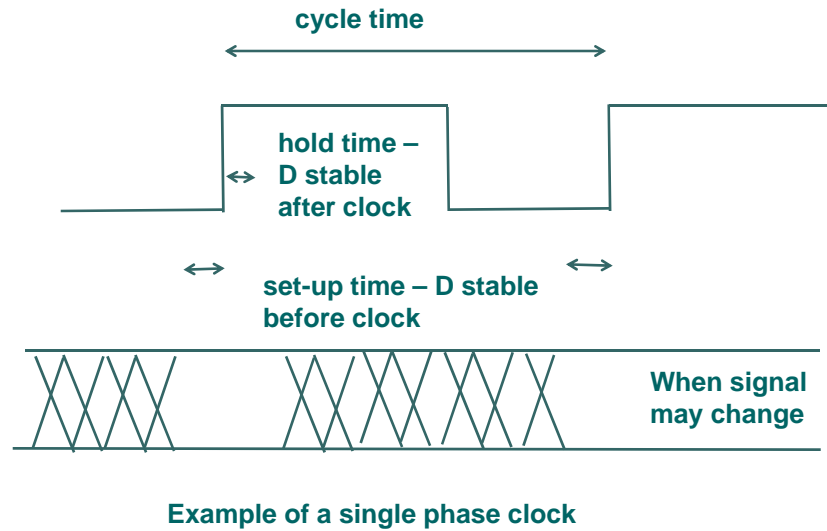 cycle time
hold time –
D stable
after clock
set-up time – D stable
before clock
When signal
may change
Example of a single phase clock